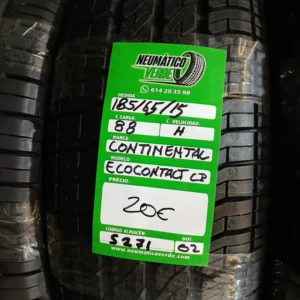 NEUMÁTICO
VERDE
614 20 35 98
MEDIDA:
185/65/15
C. CARGA: C. VELOCIDAD:
88 H
MARCA:
CONTINENTAL
MODELO:
ECOCONTACT CP
PRECIO:
20€
CÓDIGO ALMACÉN: DOT
5271 02
www.neumaticoverde.com